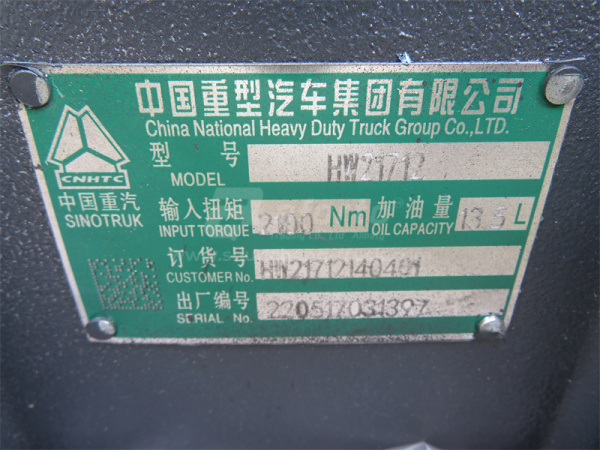 中国重型汽车集团有限公司
China National Heavy Duty Truck Group Co.,LTD.
CNHTC
中国重汽
SINOTRUK
型 号 HW21712
MODEL
输入扭矩 2100 Nm 加油量 13.5 L
INPUT TORQUE OIL CAPACITY
订货号
CUSTOMER No. HW21712140401
出厂编号 220517031397
SERIAL No.